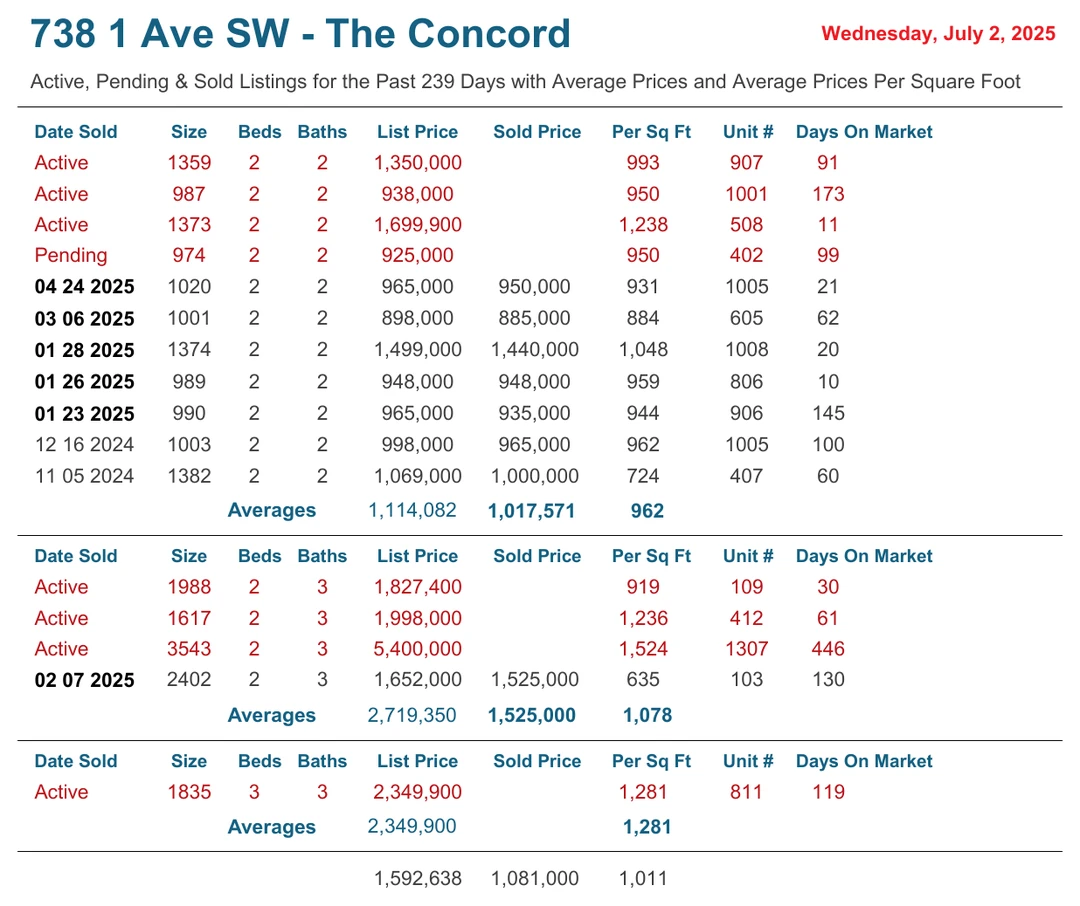 738 1 Ave SW - The Concord
Wednesday, July 2, 2025
Active, Pending & Sold Listings for the Past 239 Days with Average Prices and Average Prices Per Square Foot
Date Sold Size Beds Baths List Price Sold Price Per Sq Ft Unit # Days On Market
Active 1359 2 2 1,350,000 993 907 91
Active 987 2 2 938,000 950 1001 173
Active 1373 2 2 1,699,900 1,238 508 11
Pending 974 2 2 925,000 950 402 99
04 24 2025 1020 2 2 965,000 950,000 931 1005 21
03 06 2025 1001 2 2 898,000 885,000 884 605 62
01 28 2025 1374 2 2 1,499,000 1,440,000 1,048 1008 20
01 26 2025 989 2 2 948,000 948,000 959 806 10
01 23 2025 990 2 2 965,000 935,000 944 906 145
12 16 2024 1003 2 2 998,000 965,000 962 1005 100
11 05 2024 1382 2 2 1,069,000 1,000,000 724 407 60
Averages 1,114,082 1,017,571 962
Date Sold Size Beds Baths List Price Sold Price Per Sq Ft Unit # Days On Market
Active 1988 2 3 1,827,400 919 109 30
Active 1617 2 3 1,998,000 1,236 412 61
Active 3543 2 3 5,400,000 1,524 1307 446
02 07 2025 2402 2 3 1,652,000 1,525,000 635 103 130
Averages 2,719,350 1,525,000 1,078
Date Sold Size Beds Baths List Price Sold Price Per Sq Ft Unit # Days On Market
Active 1835 3 3 2,349,900 1,281 811 119
Averages 2,349,900 1,281
1,592,638 1,081,000 1,011